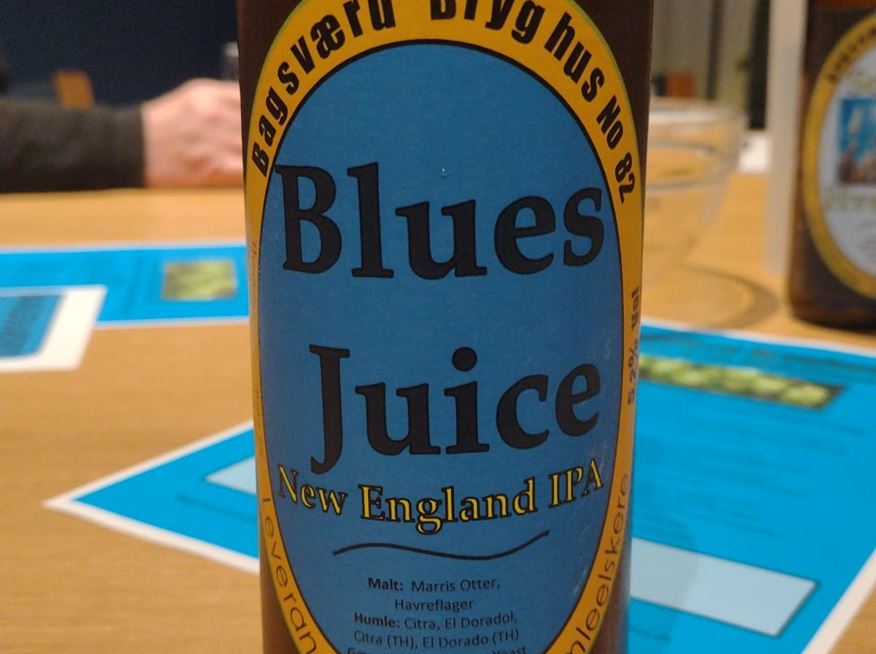 Bagsværd Bryghus No 82
Blues
Juice
New England IPA
Malt: Marris Otter,
Havreflager
Humle: Citra, El Doradol,
Citra (TH), El Dorado (TH)
5.2% Vol